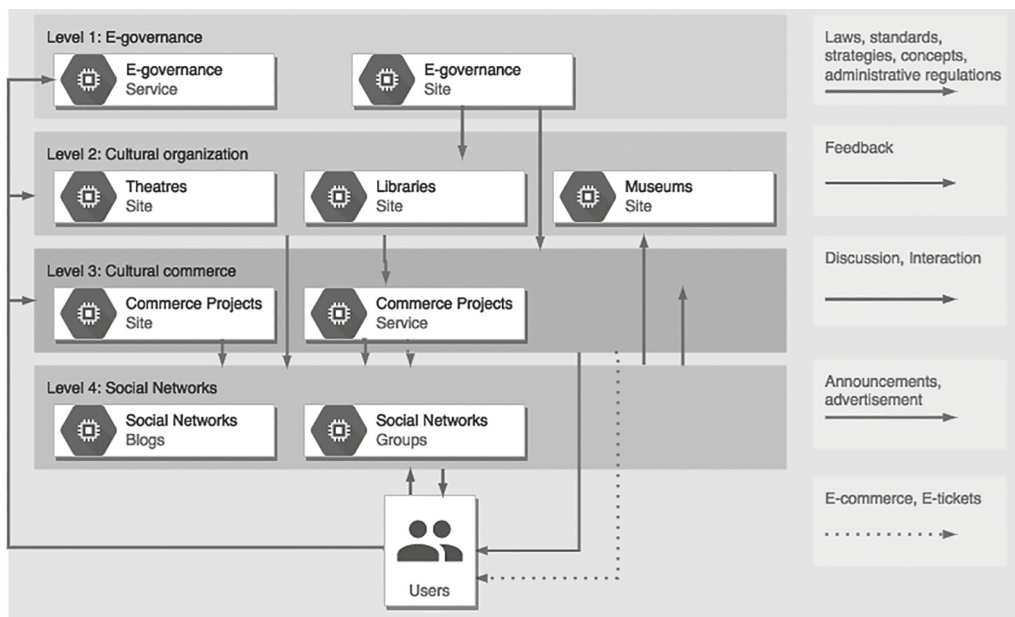 Level 1: E-governance
E-governance
Service
E-governance
Site
Level 2: Cultural organization
Theatres
Site
Libraries
Site
Museums
Site
Level 3: Cultural commerce
Commerce Projects
Site
Commerce Projects
Service
Level 4: Social Networks
Social Networks
Blogs
Social Networks
Groups
Users
Laws, standards,
strategies, concepts,
administrative regulations
Feedback
Discussion, Interaction
Announcements,
advertisement
E-commerce, E-tickets